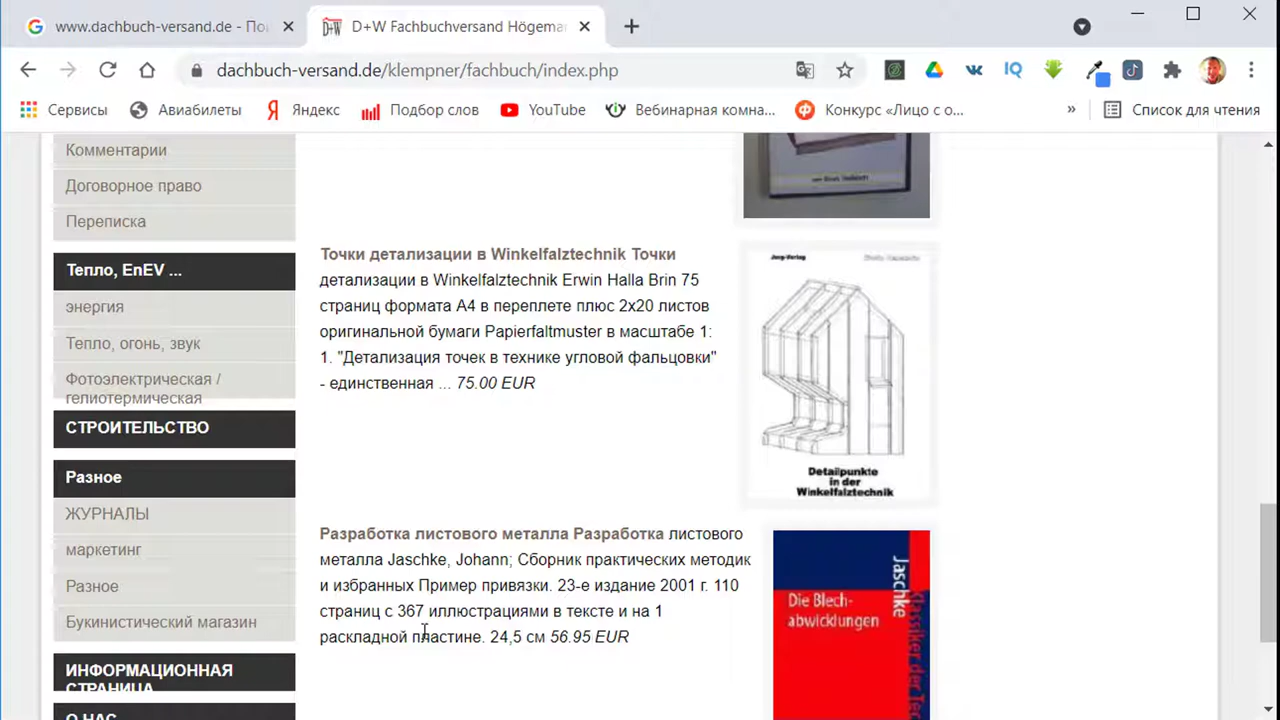 www.dachbuch-versand.de - По
D+W Fachbuchversand Högema
dachbuch-versand.de/klempner/fachbuch/index.php
Сервисы
Авиабилеты
Яндекс
Подбор слов
YouTube
Вебинарная комна...
Конкурс «Лицо с о...
»
Список для чтения
Комментарии
Договорное право
Переписка
Тепло, EnEV ...
энергия
Тепло, огонь, звук
Фотоэлектрическая /
гелиотермическая
СТРОИТЕЛЬСТВО
Разное
ЖУРНАЛЫ
маркетинг
Разное
Букинистический магазин
ИНФОРМАЦИОННАЯ
СТРАНИЦА
О НАС
Точки детализации в Winkelfalztechnik Точки
детализации в Winkelfalztechnik Erwin Halla Brin 75
страниц формата А4 в переплете плюс 2x20 листов
оригинальной бумаги Papierfaltmuster в масштабе 1:
1. "Детализация точек в технике угловой фальцовки"
- единственная ... 75.00 EUR
Detailpunkte
in der
Winkelfalztechnik
Разработка листового металла Разработка листового
металла Jaschke, Johann; Сборник практических методик
и избранных Пример привязки. 23-е издание 2001 г. 110
страниц с 367 иллюстрациями в тексте и на 1
раскладной пластине. 24,5 см 56.95 EUR
Jaschke
Die Blech-
abwicklungen
Klassiker der Tec